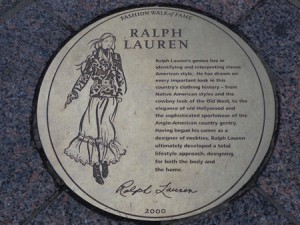 FASHION WALK of FAME
RALPH
LAUREN
Ralph Lauren's genius lies in
identifying and interpreting classic
American style. He has drawn on
every important look in this
country's clothing history – from
Native American styles and the
cowboy look of the Old West, to the
elegance of old Hollywood and
the sophisticated sportswear of the
Anglo-American country gentry.
Having begun his career as a
designer of neckties, Ralph Lauren
ultimately developed a total
lifestyle approach, designing
for both the body and
the home.
Ralph Lauren
2000